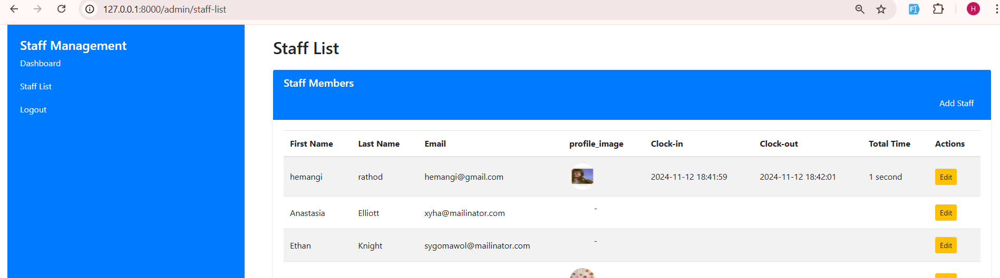 127.0.0.1:8000/admin/staff-list
H
Staff Management
Dashboard
Staff List
Logout
Staff List
Staff Members
Add Staff
First Name Last Name Email profile_image Clock-in Clock-out Total Time Actions
hemangi rathod hemangi@gmail.com 2024-11-12 18:41:59 2024-11-12 18:42:01 1 second Edit
Anastasia Elliott xyha@mailinator.com - Edit
Ethan Knight sygomawol@mailinator.com - Edit